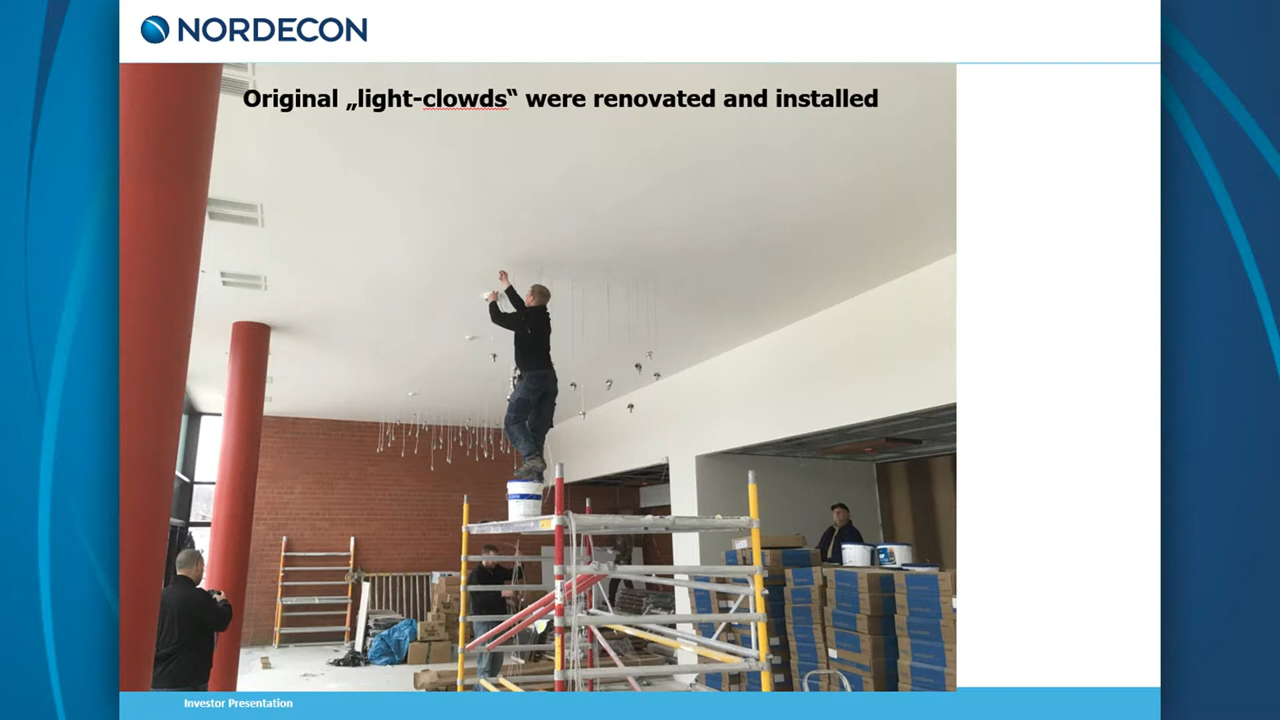 NORDECON
Original „light-clowds“ were renovated and installed
Investor Presentation